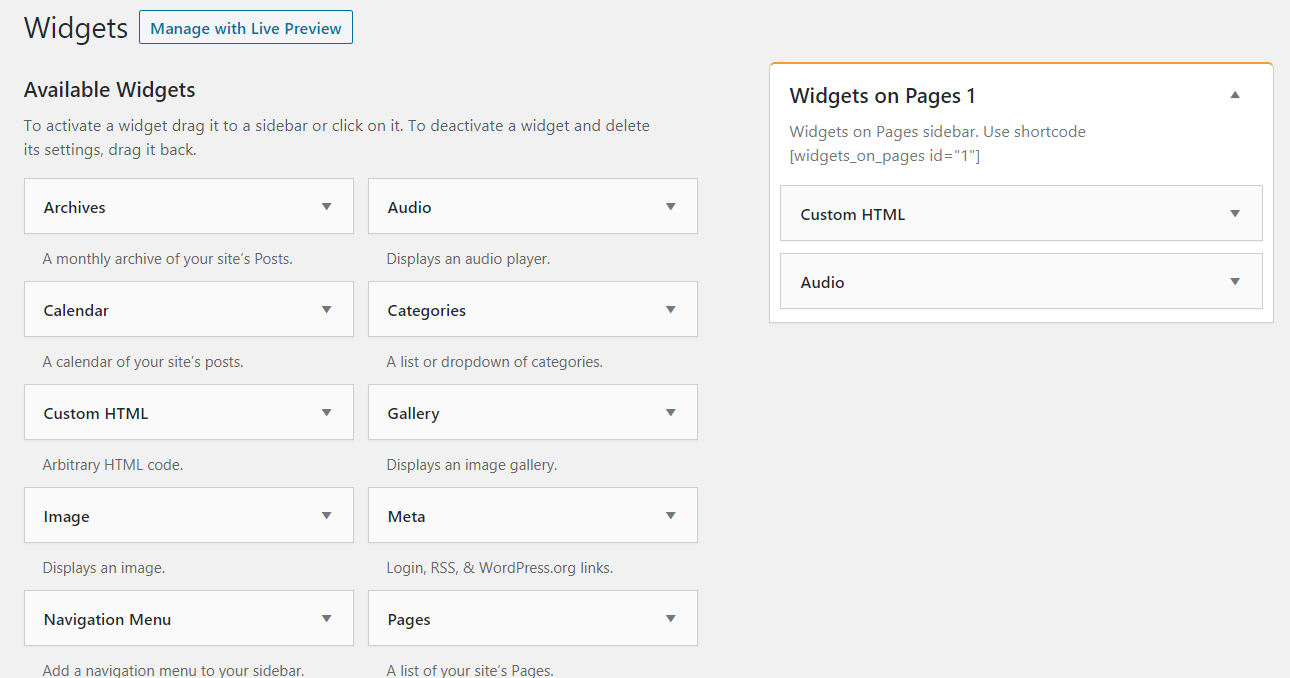 Widgets
Manage with Live Preview
Available Widgets
To activate a widget drag it to a sidebar or click on it. To deactivate a widget and delete
its settings, drag it back.
Archives
Audio
A monthly archive of your site’s Posts.
Displays an audio player.
Calendar
Categories
A calendar of your site’s posts.
A list or dropdown of categories.
Custom HTML
Gallery
Arbitrary HTML code.
Displays an image gallery.
Image
Meta
Displays an image.
Login, RSS, & WordPress.org links.
Navigation Menu
Pages
Add a navigation menu to your sidebar.
A list of your site’s Pages.
Widgets on Pages 1
Widgets on Pages sidebar. Use shortcode
[widgets_on_pages id="1"]
Custom HTML
Audio